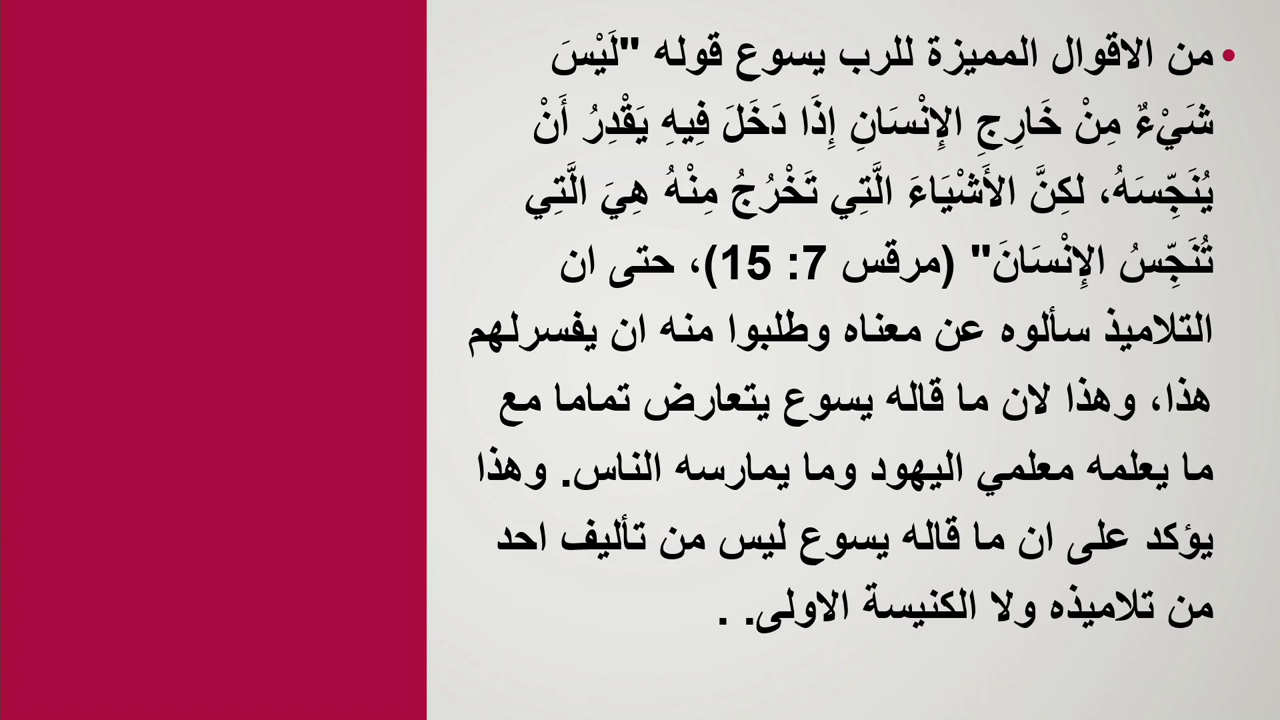 • من الاقوال المميزة للرب يسوع قوله "لَيْسَ
شَيْءٌ مِنْ خَارِجِ الإِنْسَانِ إِذَا دَخَلَ فِيهِ يَقْدِرُ أَنْ
يُنَجِّسَهُ، لكِنَّ الأَشْيَاءَ الَّتِي تَخْرُجُ مِنْهُ هِيَ الَّتِي
تُنَجِّسُ الإِنْسَانَ" (مرقس 7: 15)، حتى ان
التلاميذ سألوه عن معناه وطلبوا منه ان يفسرلهم
هذا، وهذا لان ما قاله يسوع يتعارض تماما مع
ما يعلمه معلمي اليهود وما يمارسه الناس. وهذا
يؤكد على ان ما قاله يسوع ليس من تأليف احد
من تلاميذه ولا الكنيسة الاولى. .